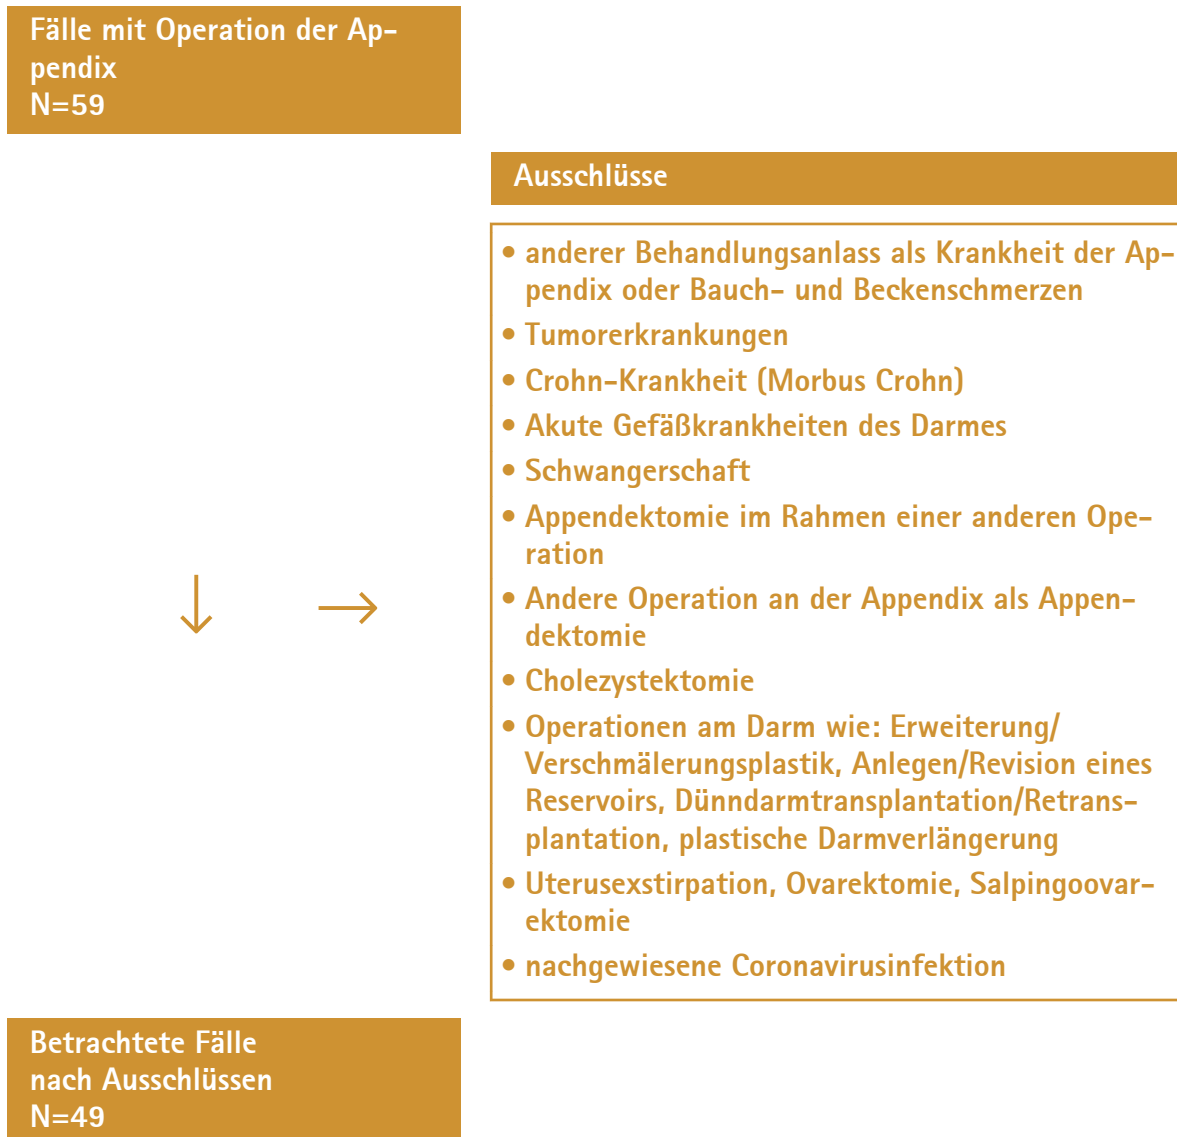 Fälle mit Operation der Ap-
pendix
N=59
Ausschlüsse
• anderer Behandlungsanlass als Krankheit der Ap-
pendix oder Bauch- und Beckenschmerzen
• Tumorerkrankungen
• Crohn-Krankheit (Morbus Crohn)
• Akute Gefäßkrankheiten des Darmes
• Schwangerschaft
• Appendektomie im Rahmen einer anderen Ope-
ration
• Andere Operation an der Appendix als Appen-
dektomie
• Cholezystektomie
• Operationen am Darm wie: Erweiterung/
Verschmälerungsplastik, Anlegen/Revision eines
Reservoirs, Dünndarmtransplantation/Retrans-
plantation, plastische Darmverlängerung
• Uterusexstirpation, Ovarektomie, Salpingoovar-
ektomie
• nachgewiesene Coronavirusinfektion
Betrachtete Fälle
nach Ausschlüssen
N=49